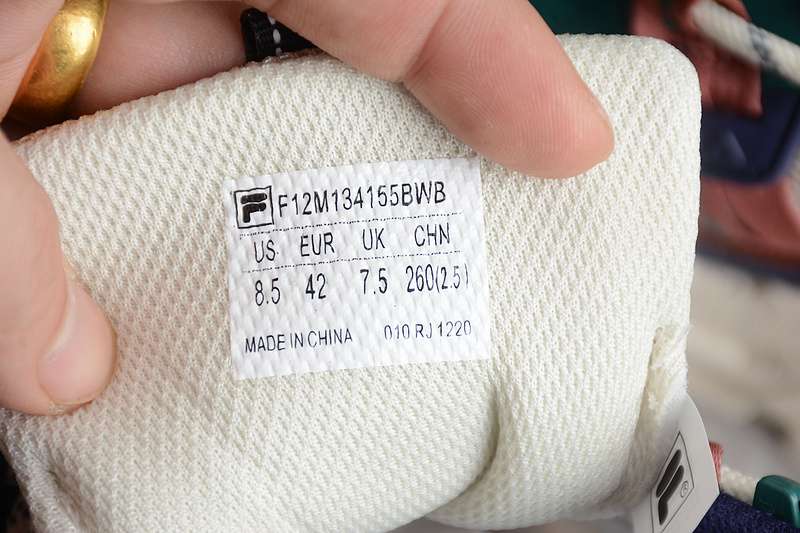 F F12M134155BWB
US EUR UK CHN
8.5 42 7.5 260(2.5)
MADE IN CHINA 010 RJ 1220
F®